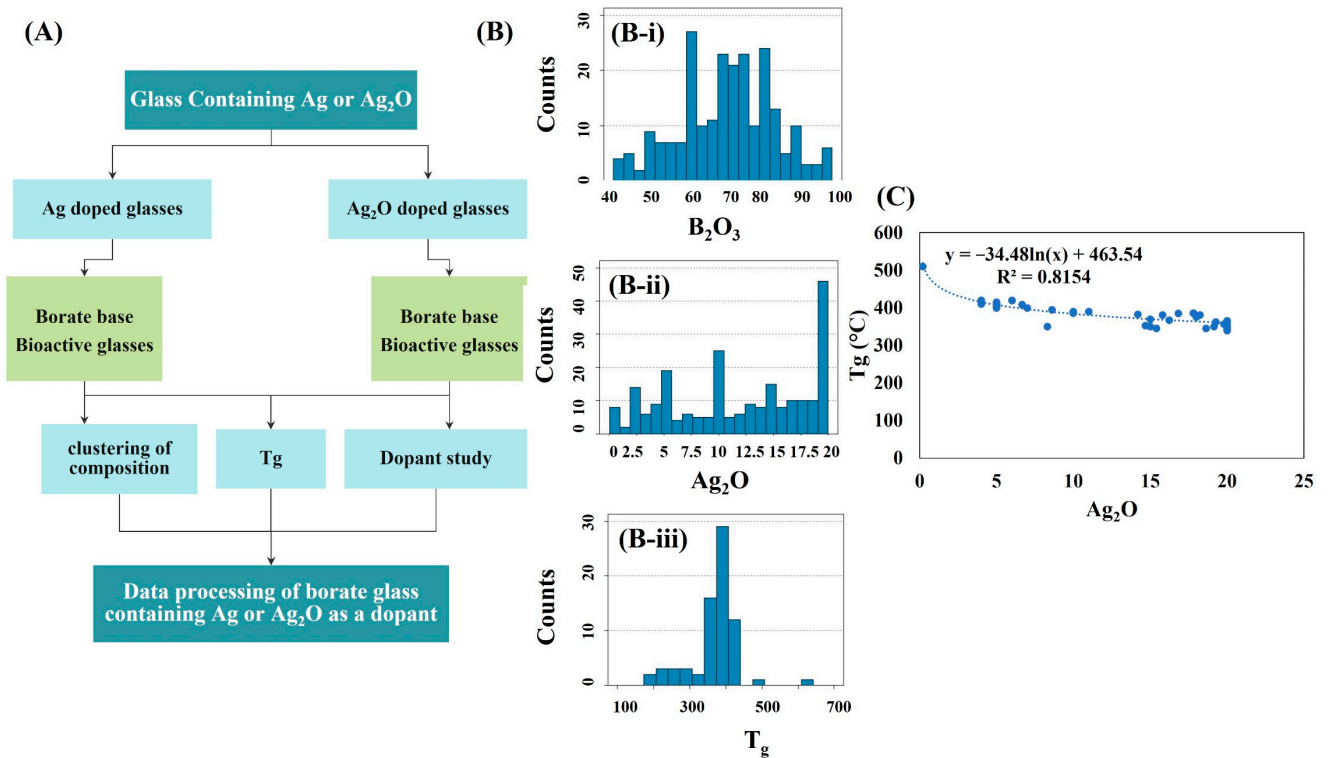 (A)
Glass Containing Ag or Ag₂O
Ag doped glasses
Ag₂O doped glasses
Borate base
Bioactive glasses
Borate base
Bioactive glasses
clustering of
composition
Tg
Dopant study
Data processing of borate glass
containing Ag or Ag₂O as a dopant
(B)
(B-i)
Counts
30
20
10
0
40 50 60 70 80 90 100
B₂O₃
(B-ii)
Counts
50
40
30
20
10
0
0 2.5 5 7.5 10 12.5 15 17.5 20
Ag₂O
(B-iii)
Counts
30
20
10
0
100 300 500 700
T₉
(C)
y = −34.48ln(x) + 463.54
R² = 0.8154
Tg (°C)
600
500
400
300
200
100
0
0 5 10 15 20 25
Ag₂O